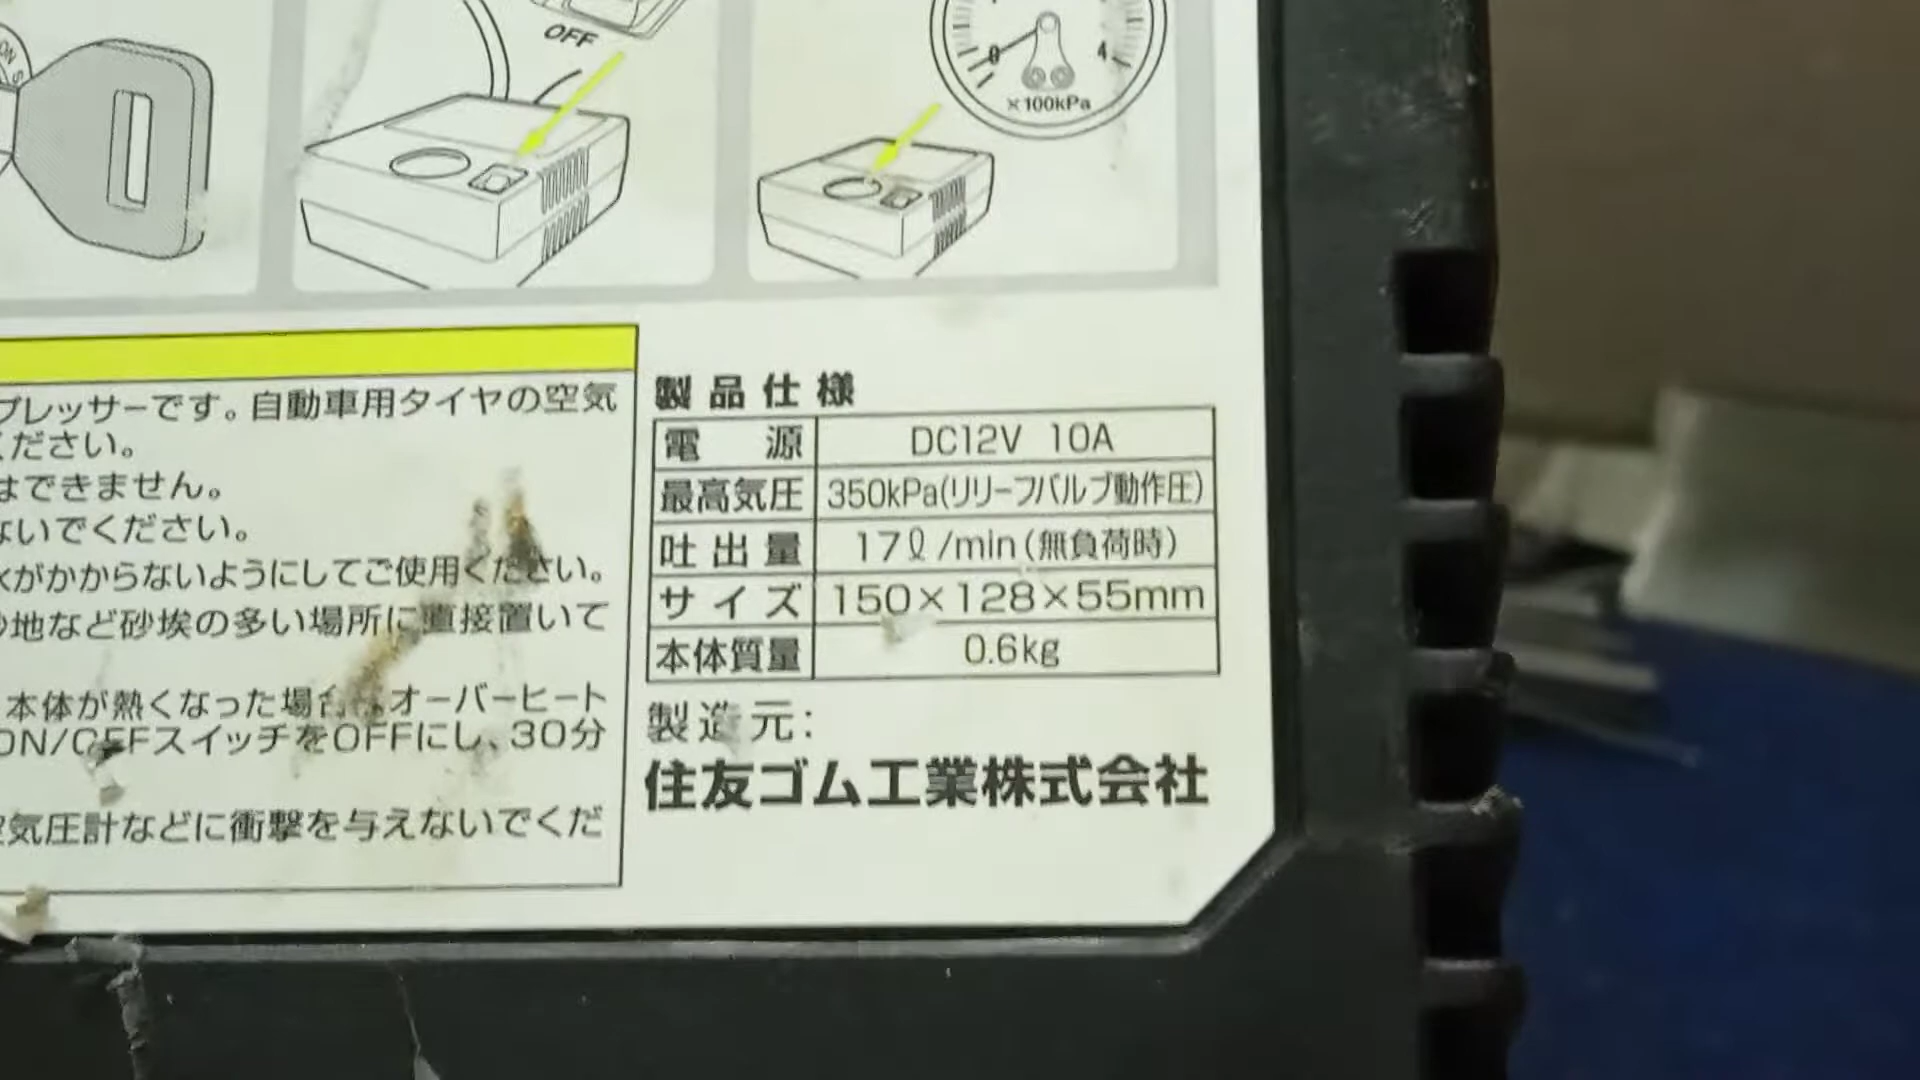 ON
OFF
0 4
×100kPa
プレッサーです。自動車用タイヤの空気
ください。
はできません。
ないでください。
水がかからないようにしてご使用ください。
地など砂埃の多い場所に直接置いて
本体が熱くなった場合 オーバーヒート
ON/OFFスイッチをOFFにし、30分
空気圧計などに衝撃を与えないでくだ
製品仕様
電源 DC12V 10A
最高気圧 350kPa(リリーフバルブ動作圧)
吐出量 17ℓ/min(無負荷時)
サイズ 150×128×55mm
本体質量 0.6kg
製造元:
住友ゴム工業株式会社